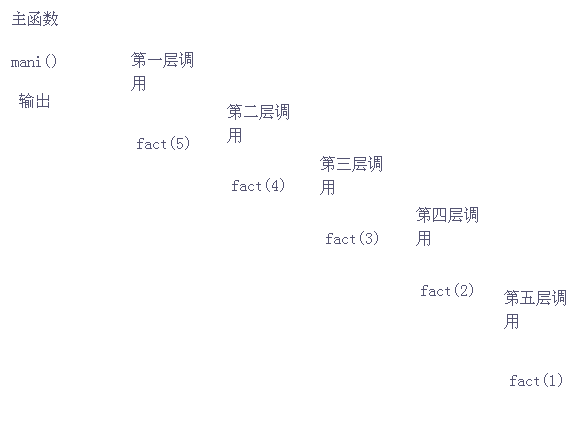 主函数
mani()
输出
第一层调
用
fact(5)
第二层调
用
fact(4)
第三层调
用
fact(3)
第四层调
用
fact(2)
第五层调
用
fact(1)